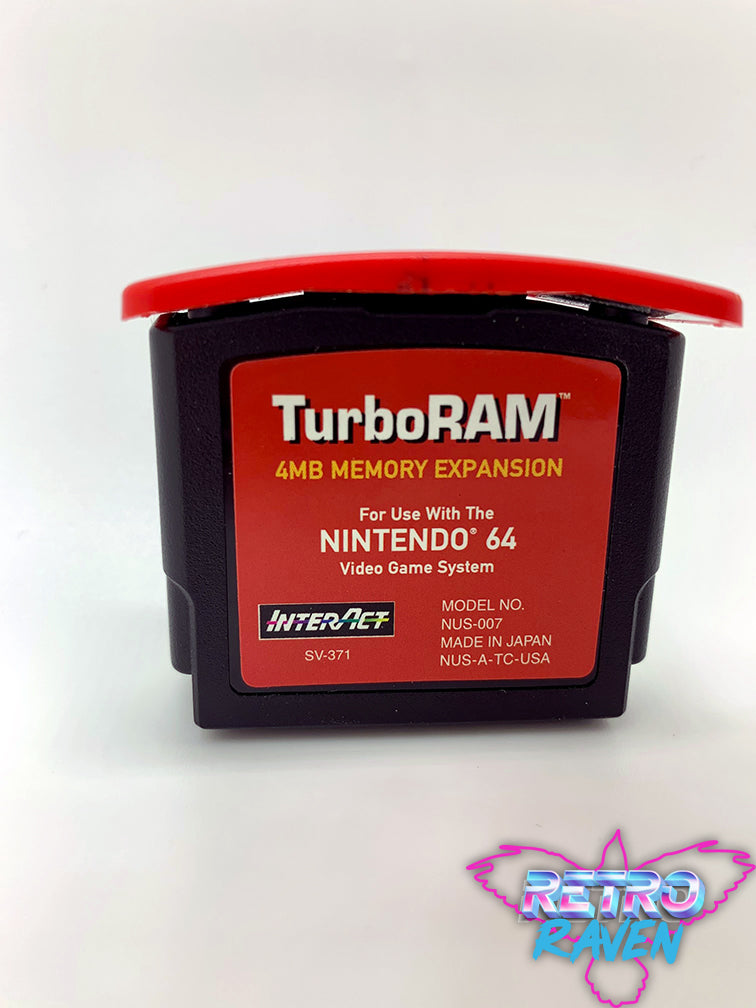 TurboRAM™
4MB MEMORY EXPANSION
For Use With The
NINTENDO® 64
Video Game System
INTERACT
SV-371
MODEL NO.
NUS-007
MADE IN JAPAN
NUS-A-TC-USA
RETRO
RAVEN